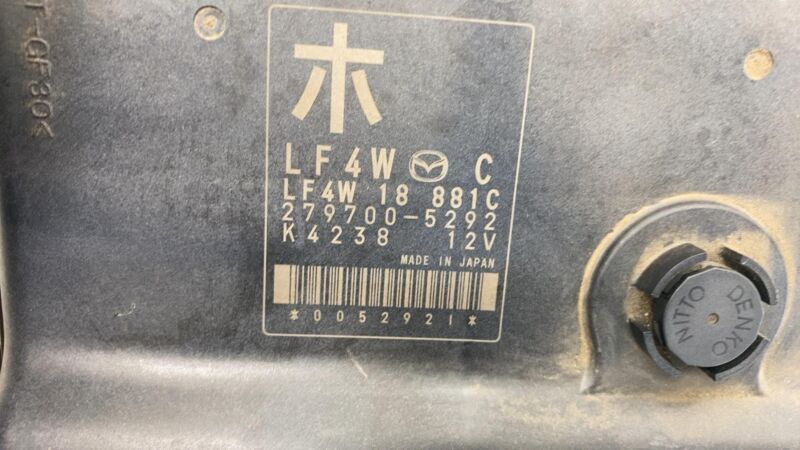 ホ
LF4W C
LF4W 18 881C
279700-5292
K4238 12V
MADE IN JAPAN
*0052921*
NITTO DENKO